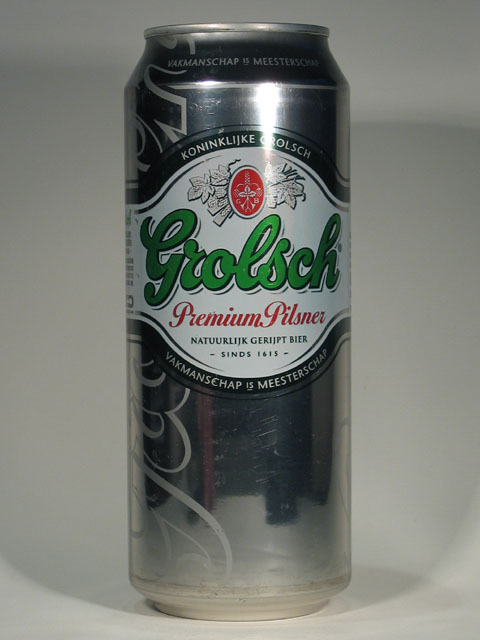 VAKMANSCHAP IS MEESTERSCHAP
KONINKLIJKE GROLSCH
G B
Grolsch®
Premium Pilsner
NATUURLIJK GERIJPT BIER
– SINDS 1615 –
VAKMANSCHAP IS MEESTERSCHAP